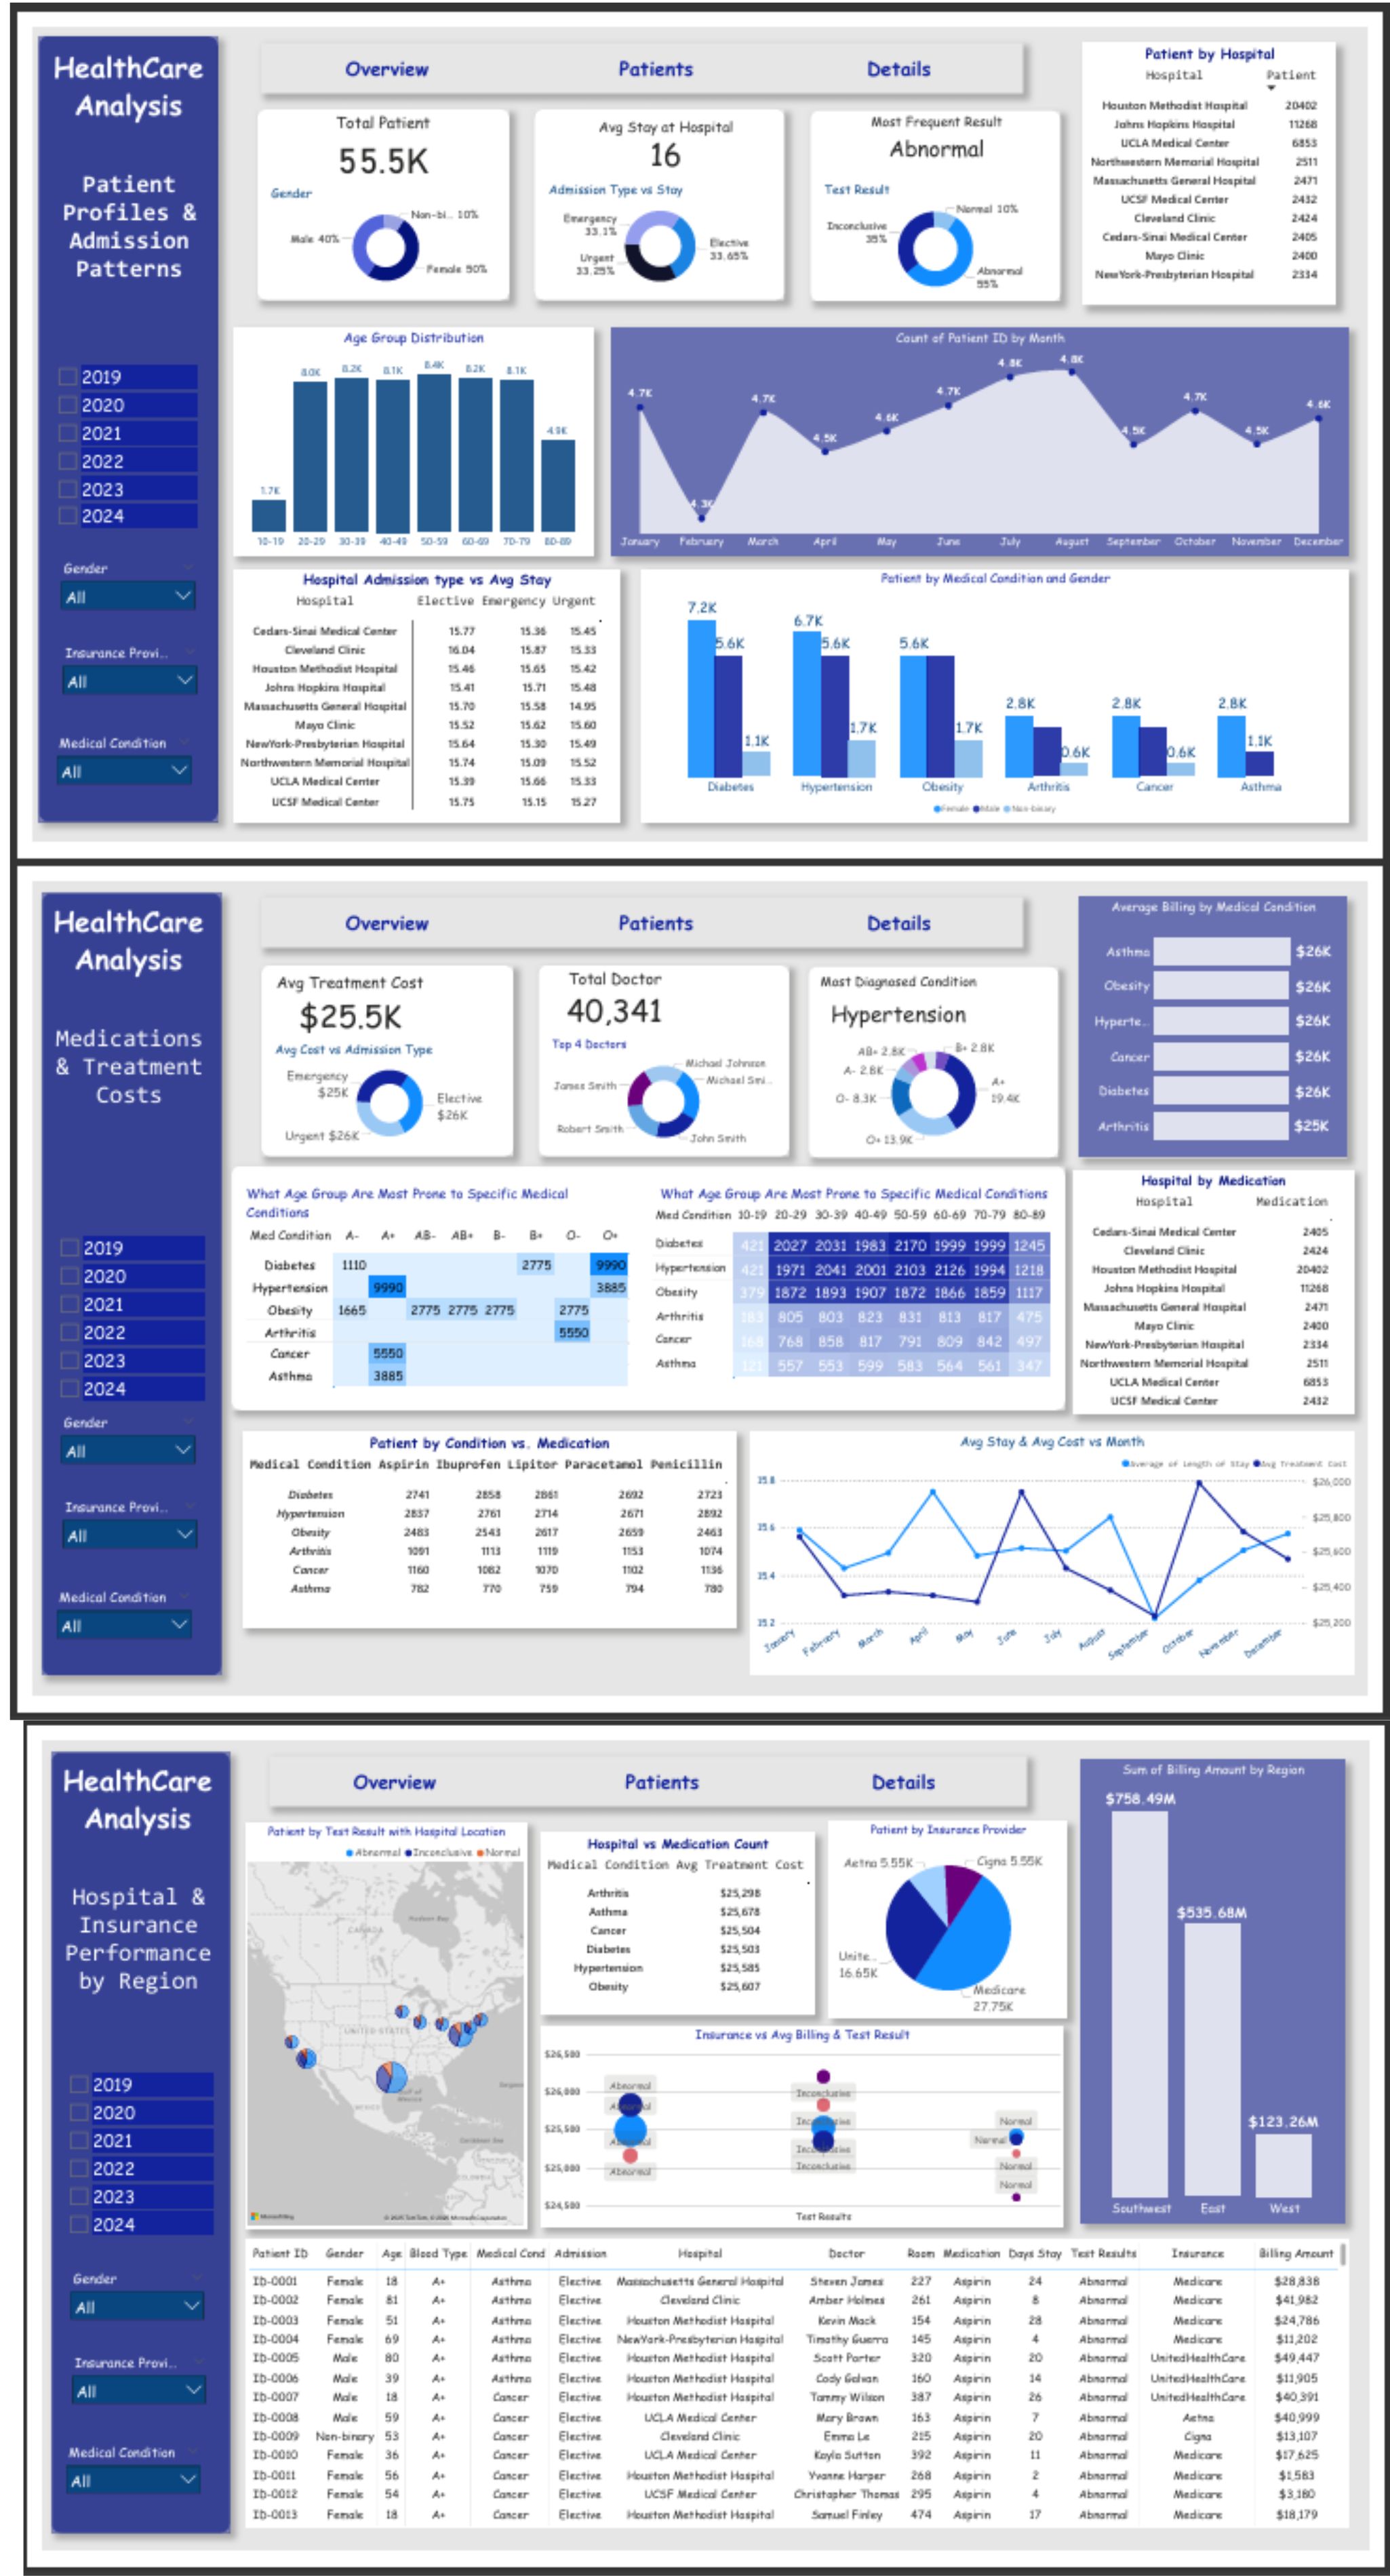 HealthCare
Analysis
Patient
Profiles &
Admission
Patterns
2019
2020
2021
2022
2023
2024
Gender
All
Insurance Provi..
All
Medical Condition
All
Overview Patients Details
Total Patient
55.5K
Gender
Non-bi.. 10%
Male 40%
Female 50%
Avg Stay at Hospital
16
Admission Type vs Stay
Emergency
33.1%
Elective
33.65%
Urgent
33.25%
Most Frequent Result
Abnormal
Test Result
Normal 10%
Inconclusive
35%
Abnormal
55%
Patient by Hospital
Hospital Patient
Houston Methodist Hospital 20402
Johns Hopkins Hospital 11268
UCLA Medical Center 6853
Northwestern Memorial Hospital 2511
Massachusetts General Hospital 2471
UCSF Medical Center 2432
Cleveland Clinic 2424
Cedars-Sinai Medical Center 2405
Mayo Clinic 2400
NewYork-Presbyterian Hospital 2334
Age Group Distribution
1.7K 8.0K 8.2K 8.1K 8.4K 8.2K 8.1K 4.9K
10-19 20-29 30-39 40-49 50-59 60-69 70-79 80-89
Count of Patient ID by Month
4.7K 4.3K 4.7K 4.5K 4.6K 4.7K 4.8K 4.8K 4.5K 4.7K 4.5K 4.6K
January February March April May June July August September October November December
Hospital Admission type vs Avg Stay
Hospital Elective Emergency Urgent
Cedars-Sinai Medical Center 15.77 15.36 15.45
Cleveland Clinic 16.04 15.87 15.33
Houston Methodist Hospital 15.46 15.65 15.42
Johns Hopkins Hospital 15.41 15.71 15.48
Massachusetts General Hospital 15.70 15.58 14.95
Mayo Clinic 15.52 15.62 15.60
NewYork-Presbyterian Hospital 15.64 15.30 15.49
Northwestern Memorial Hospital 15.74 15.09 15.52
UCLA Medical Center 15.39 15.66 15.33
UCSF Medical Center 15.75 15.15 15.27
Patient by Medical Condition and Gender
7.2K 5.6K 1.1K 6.7K 5.6K 1.7K 5.6K 1.7K 2.8K 0.6K 2.8K 0.6K 2.8K 1.1K
Diabetes Hypertension Obesity Arthritis Cancer Asthma
Female Male Non-binary
HealthCare
Analysis
Medications
& Treatment
Costs
2019
2020
2021
2022
2023
2024
Gender
All
Insurance Provi..
All
Medical Condition
All
Overview Patients Details
Avg Treatment Cost
$25.5K
Avg Cost vs Admission Type
Emergency
$25K
Elective
$26K
Urgent $26K
Total Doctor
40,341
Top 4 Doctors
Michael Johnson
Michael Smi..
James Smith
Robert Smith
John Smith
Most Diagnosed Condition
Hypertension
AB+ 2.8K
B+ 2.8K
A- 2.8K
A+
19.4K
O- 8.3K
O+ 13.9K
Average Billing by Medical Condition
Asthma $26K
Obesity $26K
Hyperte.. $26K
Cancer $26K
Diabetes $26K
Arthritis $25K
What Age Group Are Most Prone to Specific Medical
Conditions
Med Condition A- A+ AB- AB+ B- B+ O- O+
Diabetes 1110 2775 9990
Hypertension 9990 3885
Obesity 1665 2775 2775 2775 2775
Arthritis 5550
Cancer 5550
Asthma 3885
What Age Group Are Most Prone to Specific Medical Conditions
Med Condition 10-19 20-29 30-39 40-49 50-59 60-69 70-79 80-89
Diabetes 421 2027 2031 1983 2170 1999 1999 1245
Hypertension 421 1971 2041 2001 2103 2126 1994 1218
Obesity 379 1872 1893 1907 1872 1866 1859 1117
Arthritis 183 805 803 823 831 813 817 475
Cancer 168 768 858 817 791 809 842 497
Asthma 121 557 553 599 583 564 561 347
Hospital by Medication
Hospital Medication
Cedars-Sinai Medical Center 2405
Cleveland Clinic 2424
Houston Methodist Hospital 20402
Johns Hopkins Hospital 11268
Massachusetts General Hospital 2471
Mayo Clinic 2400
NewYork-Presbyterian Hospital 2334
Northwestern Memorial Hospital 2511
UCLA Medical Center 6853
UCSF Medical Center 2432
Patient by Condition vs. Medication
Medical Condition Aspirin Ibuprofen Lipitor Paracetamol Penicillin
Diabetes 2741 2858 2861 2692 2723
Hypertension 2837 2761 2714 2671 2892
Obesity 2483 2543 2617 2659 2463
Arthritis 1091 1113 1119 1153 1074
Cancer 1160 1082 1070 1102 1136
Asthma 782 770 759 794 780
Avg Stay & Avg Cost vs Month
Average of Length of Stay Avg Treatment Cost
15.8 $26,000
$25,800
15.6 $25,600
15.4 $25,400
15.2 $25,200
January February March April May June July August September October November December
HealthCare
Analysis
Hospital &
Insurance
Performance
by Region
2019
2020
2021
2022
2023
2024
Gender
All
Insurance Provi..
All
Medical Condition
All
Overview Patients Details
Patient by Test Result with Hospital Location
Abnormal Inconclusive Normal
CANADA
Hudson Bay
UNITED STATES
Gulf of
Mexico
MEXICO
Caribbean Sea
VENEZUELA
COLOMBIA
Hospital vs Medication Count
Medical Condition Avg Treatment Cost
Arthritis $25,298
Asthma $25,678
Cancer $25,504
Diabetes $25,503
Hypertension $25,585
Obesity $25,607
Patient by Insurance Provider
Aetna 5.55K
Cigna 5.55K
Unite..
16.65K
Medicare
27.75K
Sum of Billing Amount by Region
$758.49M
$535.68M
$123.26M
Southwest East West
Insurance vs Avg Billing & Test Result
$26,500
$26,000
$25,500
$25,000
$24,500
Abnormal
Abnormal
Abnormal
Abnormal
Inconclusive
Inconclusive
Inconclusive
Inconclusive
Normal
Normal
Normal
Normal
Test Results
Patient ID Gender Age Blood Type Medical Cond Admission Hospital Doctor Room Medication Days Stay Test Results Insurance Billing Amount
ID-0001 Female 18 A+ Asthma Elective Massachusetts General Hospital Steven James 227 Aspirin 24 Abnormal Medicare $28,838
ID-0002 Female 81 A+ Asthma Elective Cleveland Clinic Amber Holmes 261 Aspirin 8 Abnormal Medicare $41,982
ID-0003 Female 51 A+ Asthma Elective Houston Methodist Hospital Kevin Mack 154 Aspirin 28 Abnormal Medicare $24,786
ID-0004 Female 69 A+ Asthma Elective NewYork-Presbyterian Hospital Timothy Guerra 145 Aspirin 4 Abnormal Medicare $11,202
ID-0005 Male 80 A+ Asthma Elective Houston Methodist Hospital Scott Porter 320 Aspirin 20 Abnormal UnitedHealthCare $49,447
ID-0006 Male 39 A+ Asthma Elective Houston Methodist Hospital Cody Galvan 160 Aspirin 14 Abnormal UnitedHealthCare $11,905
ID-0007 Male 18 A+ Cancer Elective Houston Methodist Hospital Tammy Wilson 387 Aspirin 26 Abnormal UnitedHealthCare $40,391
ID-0008 Male 59 A+ Cancer Elective UCLA Medical Center Mary Brown 163 Aspirin 7 Abnormal Aetna $40,999
ID-0009 Non-binary 53 A+ Cancer Elective Cleveland Clinic Emma Le 215 Aspirin 20 Abnormal Cigna $13,107
ID-0010 Female 36 A+ Cancer Elective UCLA Medical Center Kayla Sutton 392 Aspirin 11 Abnormal Medicare $17,625
ID-0011 Female 56 A+ Cancer Elective Houston Methodist Hospital Yvonne Harper 268 Aspirin 2 Abnormal Medicare $1,583
ID-0012 Female 54 A+ Cancer Elective UCSF Medical Center Christopher Thomas 295 Aspirin 4 Abnormal Medicare $3,180
ID-0013 Female 18 A+ Cancer Elective Houston Methodist Hospital Samuel Finley 474 Aspirin 17 Abnormal Medicare $18,179